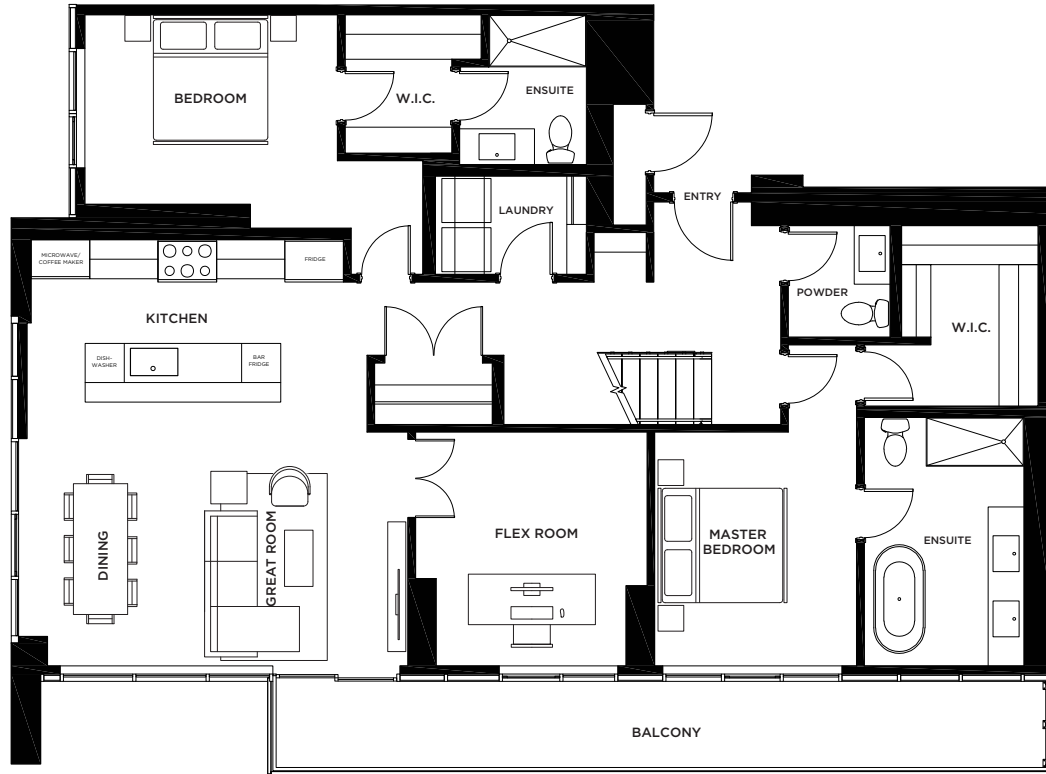 BEDROOM
W.I.C.
ENSUITE
LAUNDRY
ENTRY
MICROWAVE/
COFFEE MAKER
FRIDGE
POWDER
W.I.C.
KITCHEN
DISH-
WASHER
BAR
FRIDGE
DINING
GREAT ROOM
FLEX ROOM
MASTER
BEDROOM
ENSUITE
BALCONY